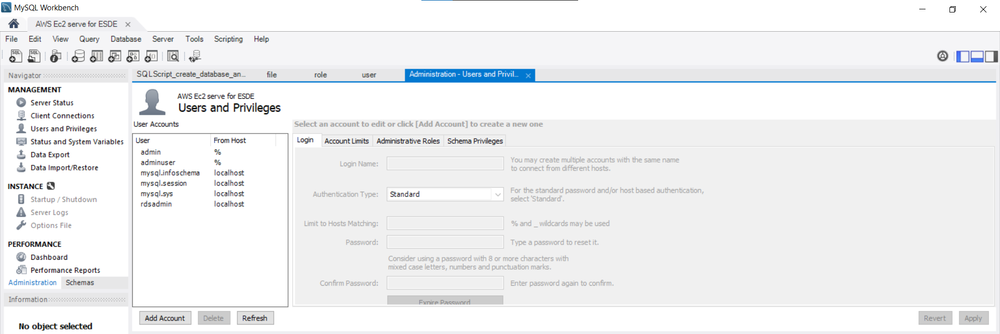 MySQL Workbench
AWS Ec2 serve for ESDE
File Edit View Query Database Server Tools Scripting Help
Navigator
MANAGEMENT
Server Status
Client Connections
Users and Privileges
Status and System Variables
Data Export
Data Import/Restore
INSTANCE
Startup / Shutdown
Server Logs
Options File
PERFORMANCE
Dashboard
Performance Reports
Administration Schemas
Information
No object selected
SQLScript_create_database_an... file role user Administration - Users and Privil...
AWS Ec2 serve for ESDE
Users and Privileges
User Accounts
User From Host
admin %
adminuser %
mysql.infoschema localhost
mysql.session localhost
mysql.sys localhost
rdsadmin localhost
Add Account Delete Refresh
Select an account to edit or click [Add Account] to create a new one
Login Account Limits Administrative Roles Schema Privileges
Login Name:
You may create multiple accounts with the same name
to connect from different hosts.
Authentication Type: Standard
For the standard password and/or host based authentication,
select 'Standard'.
Limit to Hosts Matching: % and _ wildcards may be used
Password: Type a password to reset it.
Consider using a password with 8 or more characters with
mixed case letters, numbers and punctuation marks.
Confirm Password: Enter password again to confirm.
Expire Password
Revert Apply